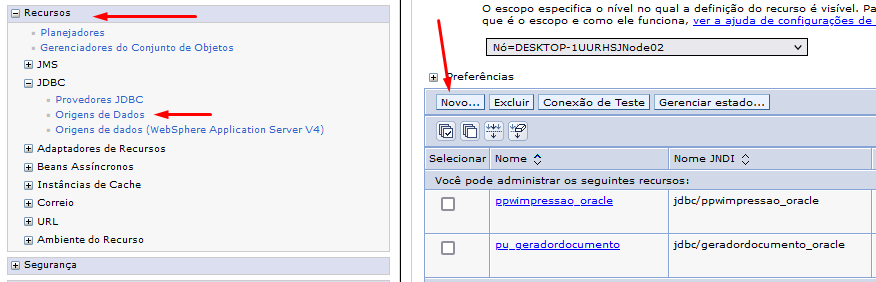 Recursos
Planejadores
Gerenciadores do Conjunto de Objetos
JMS
JDBC
Provedores JDBC
Origens de Dados
Origens de dados (WebSphere Application Server V4)
Adaptadores de Recursos
Beans Assíncronos
Instâncias de Cache
Correio
URL
Ambiente do Recurso
Segurança
O escopo especifica o nível no qual a definição do recurso é visível. Pa
que é o escopo e como ele funciona, ver a ajuda de configurações de
Nó=DESKTOP-1UURHSJNode02
Preferências
Novo... Excluir Conexão de Teste Gerenciar estado...
Selecionar Nome Nome JNDI
Você pode administrar os seguintes recursos:
ppwimpressao_oracle jdbc/ppwimpressao_oracle
pu_geradordocumento jdbc/geradordocumento_oracle